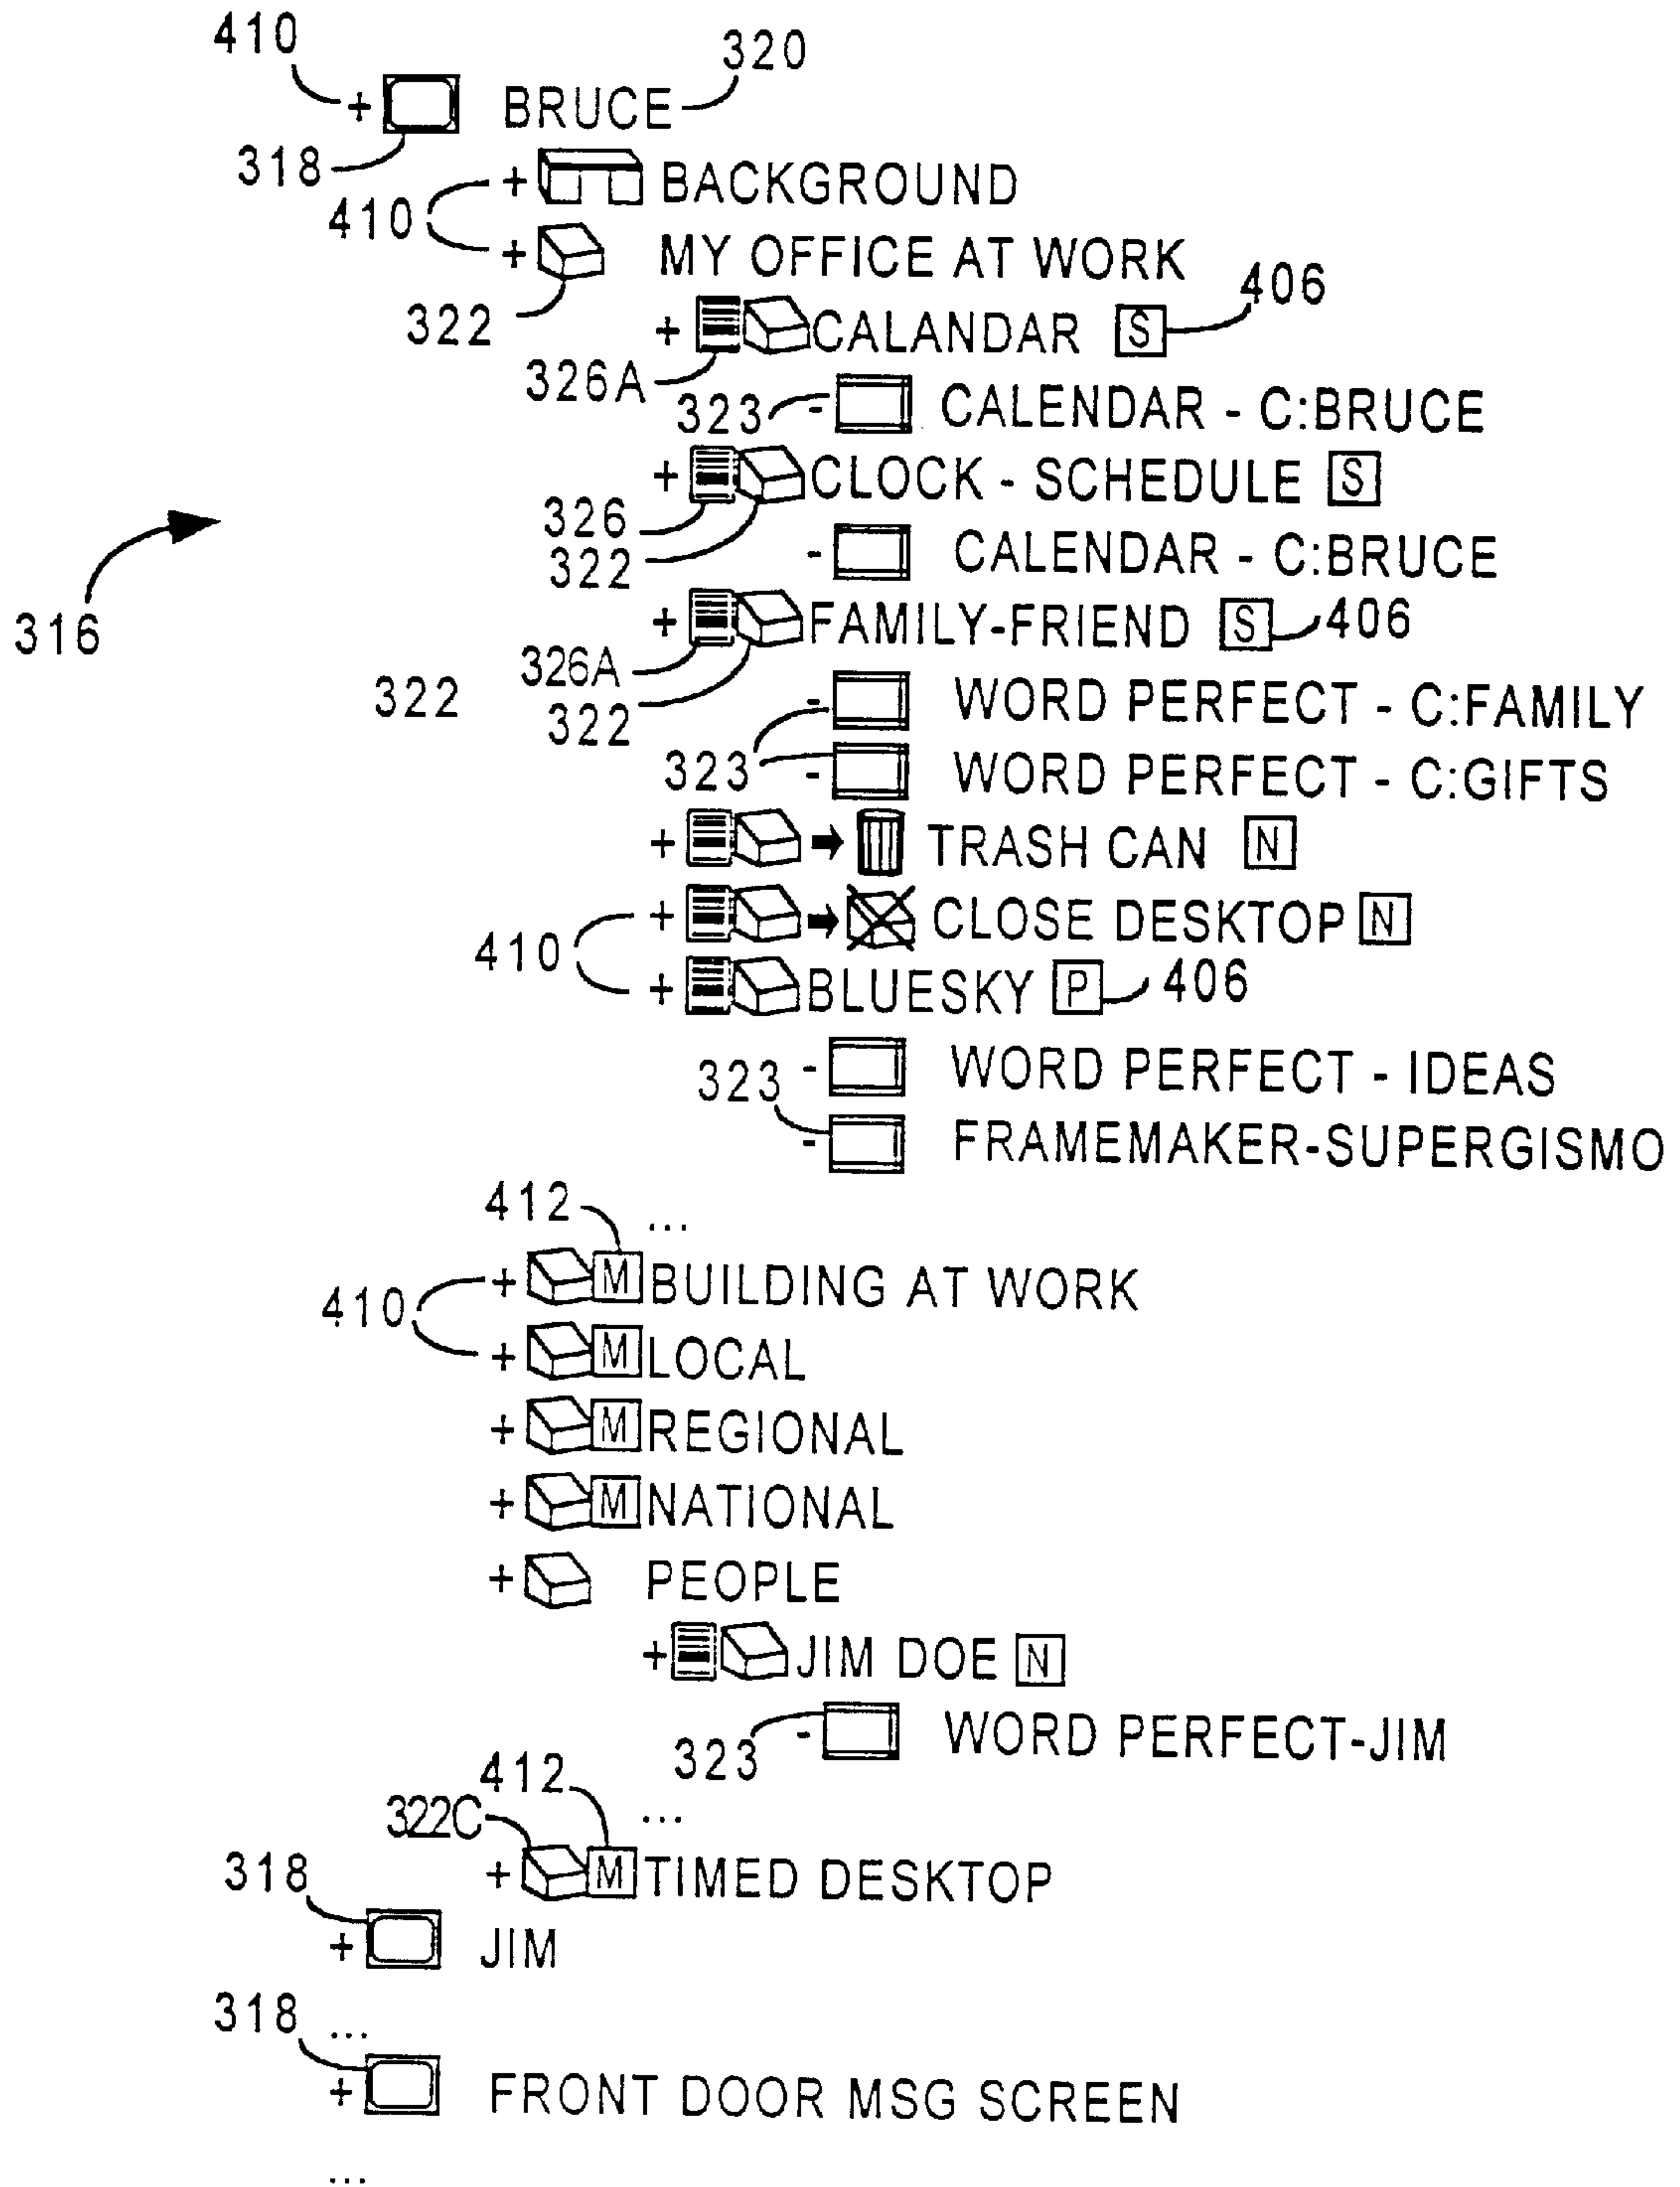 410
320
+ BRUCE
318
+ BACKGROUND
410
+ MY OFFICE AT WORK
322
406
+ CALANDAR S
326A
323 - CALENDAR - C:BRUCE
+ CLOCK - SCHEDULE S
326
322
- CALENDAR - C:BRUCE
316
+ FAMILY-FRIEND S 406
326A
322
322
- WORD PERFECT - C:FAMILY
323
- WORD PERFECT - C:GIFTS
+ TRASH CAN N
+ CLOSE DESKTOP N
410
+ BLUESKY P 406
- WORD PERFECT - IDEAS
323
- FRAMEMAKER-SUPERGISMO
412
...
+ M BUILDING AT WORK
410
+ M LOCAL
+ M REGIONAL
+ M NATIONAL
+ PEOPLE
+ JIM DOE N
- WORD PERFECT-JIM
323
412
...
322C
+ M TIMED DESKTOP
318
+ JIM
318
...
+ FRONT DOOR MSG SCREEN
...